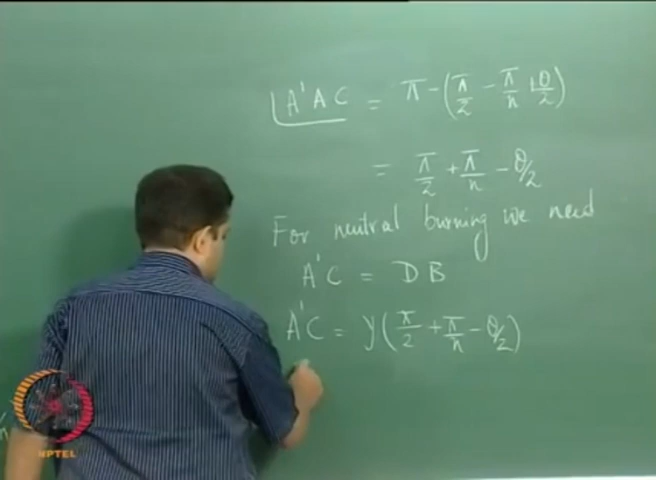 ∠A'AC = π - (π/2 - π/n + θ/2)
= π/2 + π/n - θ/2
For neutral burning we need
A'C = DB
A'C = y(π/2 + π/n - θ/2)
NPTEL